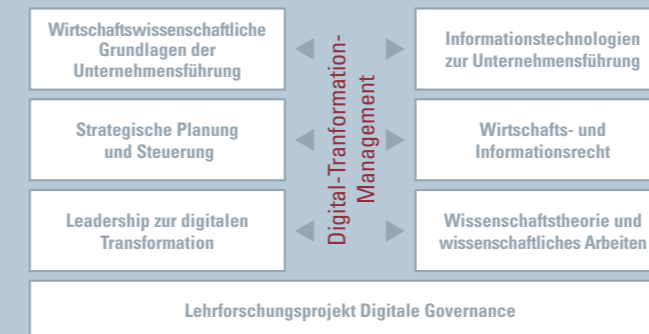 Wirtschaftswissenschaftliche
Grundlagen der
Unternehmensführung
Strategische Planung
und Steuerung
Leadership zur digitalen
Transformation
Digital-Tranformation-
Management
Informationstechnologien
zur Unternehmensführung
Wirtschafts- und
Informationsrecht
Wissenschaftstheorie und
wissenschaftliches Arbeiten
Lehrforschungsprojekt Digitale Governance